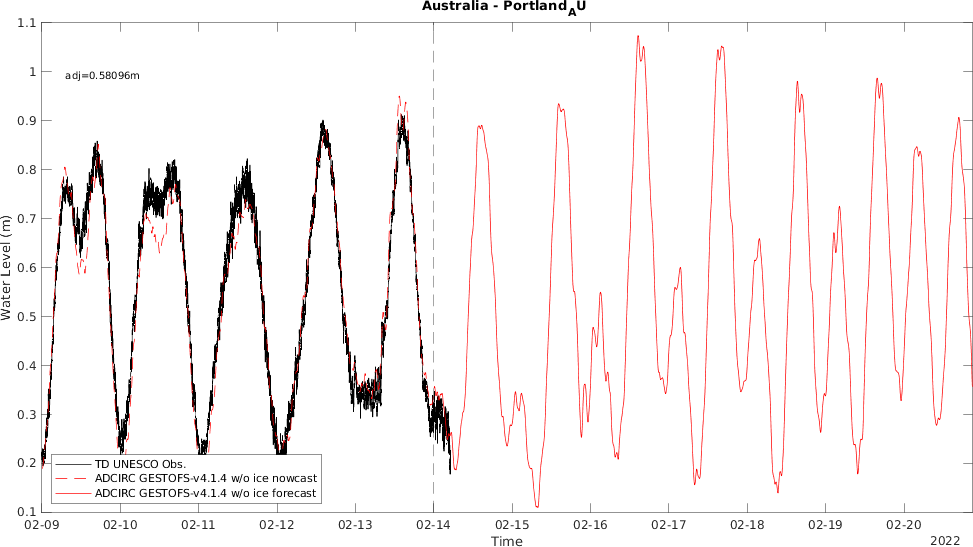 Australia - Portland_AU
1.1
1
0.9
0.8
0.7
0.6
0.5
0.4
0.3
0.2
0.1
Water Level (m)
adj=0.58096m
TD UNESCO Obs.
ADCIRC GESTOFS-v4.1.4 w/o ice nowcast
ADCIRC GESTOFS-v4.1.4 w/o ice forecast
02-09 02-10 02-11 02-12 02-13 02-14 02-15 02-16 02-17 02-18 02-19 02-20
Time
2022